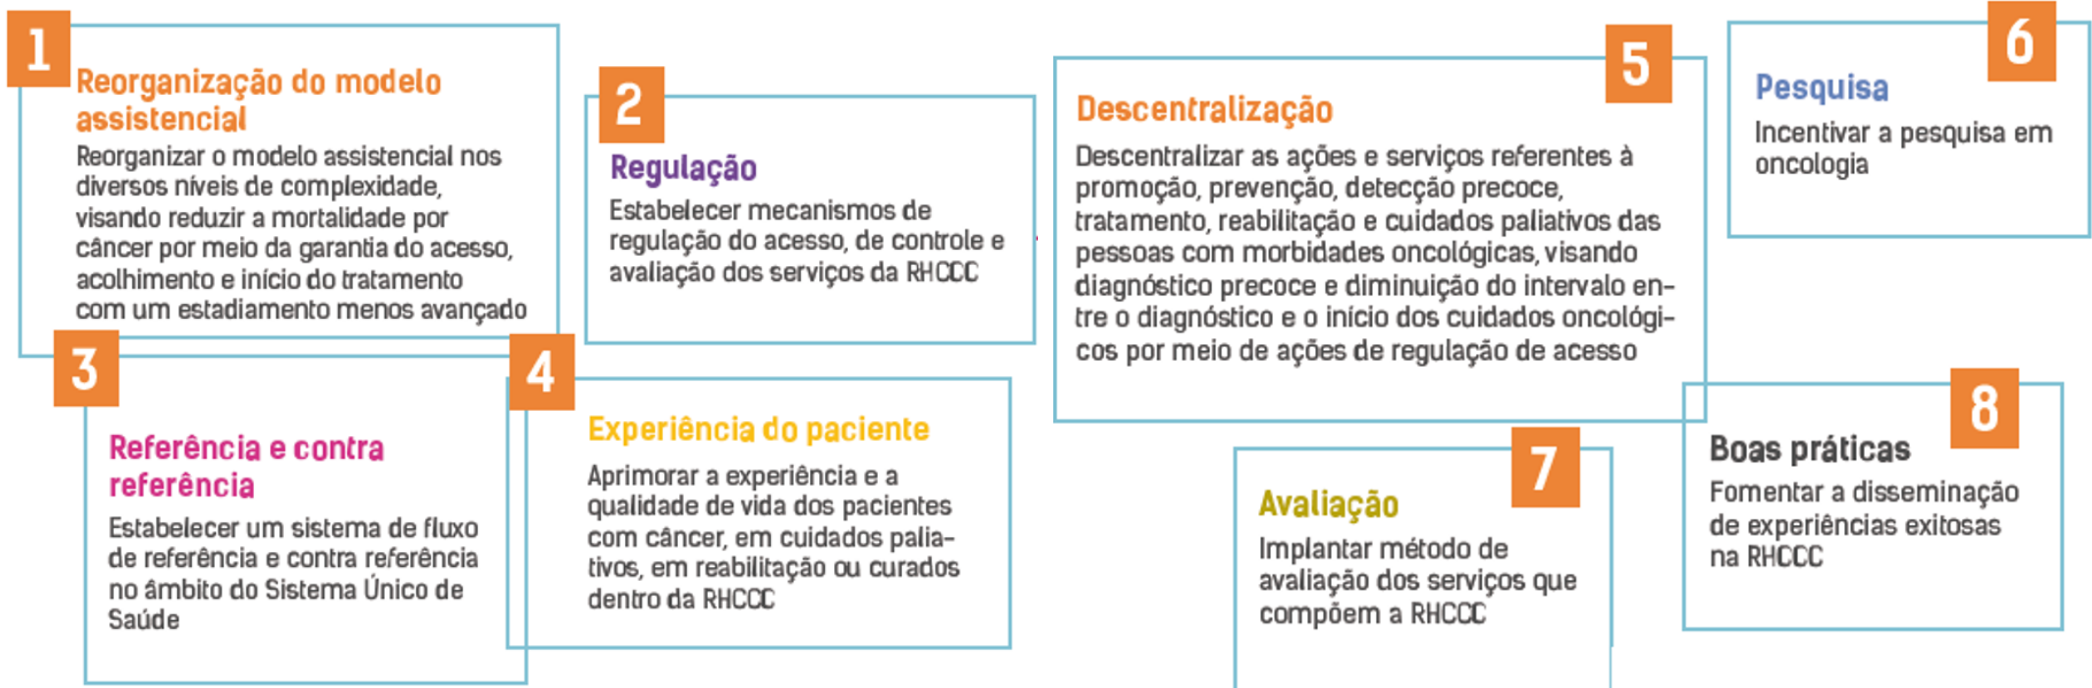 1
Reorganização do modelo
assistencial
Reorganizar o modelo assistencial nos
diversos níveis de complexidade,
visando reduzir a mortalidade por
câncer por meio da garantia do acesso,
acolhimento e início do tratamento
com um estadiamento menos avançado
2
Regulação
Estabelecer mecanismos de
regulação do acesso, de controle e
avaliação dos serviços da RHCCC
3
Referência e contra
referência
Estabelecer um sistema de fluxo
de referência e contra referência
no âmbito do Sistema Único de
Saúde
4
Experiência do paciente
Aprimorar a experiência e a
qualidade de vida dos pacientes
com câncer, em cuidados palia-
tivos, em reabilitação ou curados
dentro da RHCCC
5
Descentralização
Descentralizar as ações e serviços referentes à
promoção, prevenção, detecção precoce,
tratamento, reabilitação e cuidados paliativos das
pessoas com morbidades oncológicas, visando
diagnóstico precoce e diminuição do intervalo en-
tre o diagnóstico e o início dos cuidados oncológi-
cos por meio de ações de regulação de acesso
6
Pesquisa
Incentivar a pesquisa em
oncologia
7
Avaliação
Implantar método de
avaliação dos serviços que
compõem a RHCCC
8
Boas práticas
Fomentar a disseminação
de experiências exitosas
na RHCCC